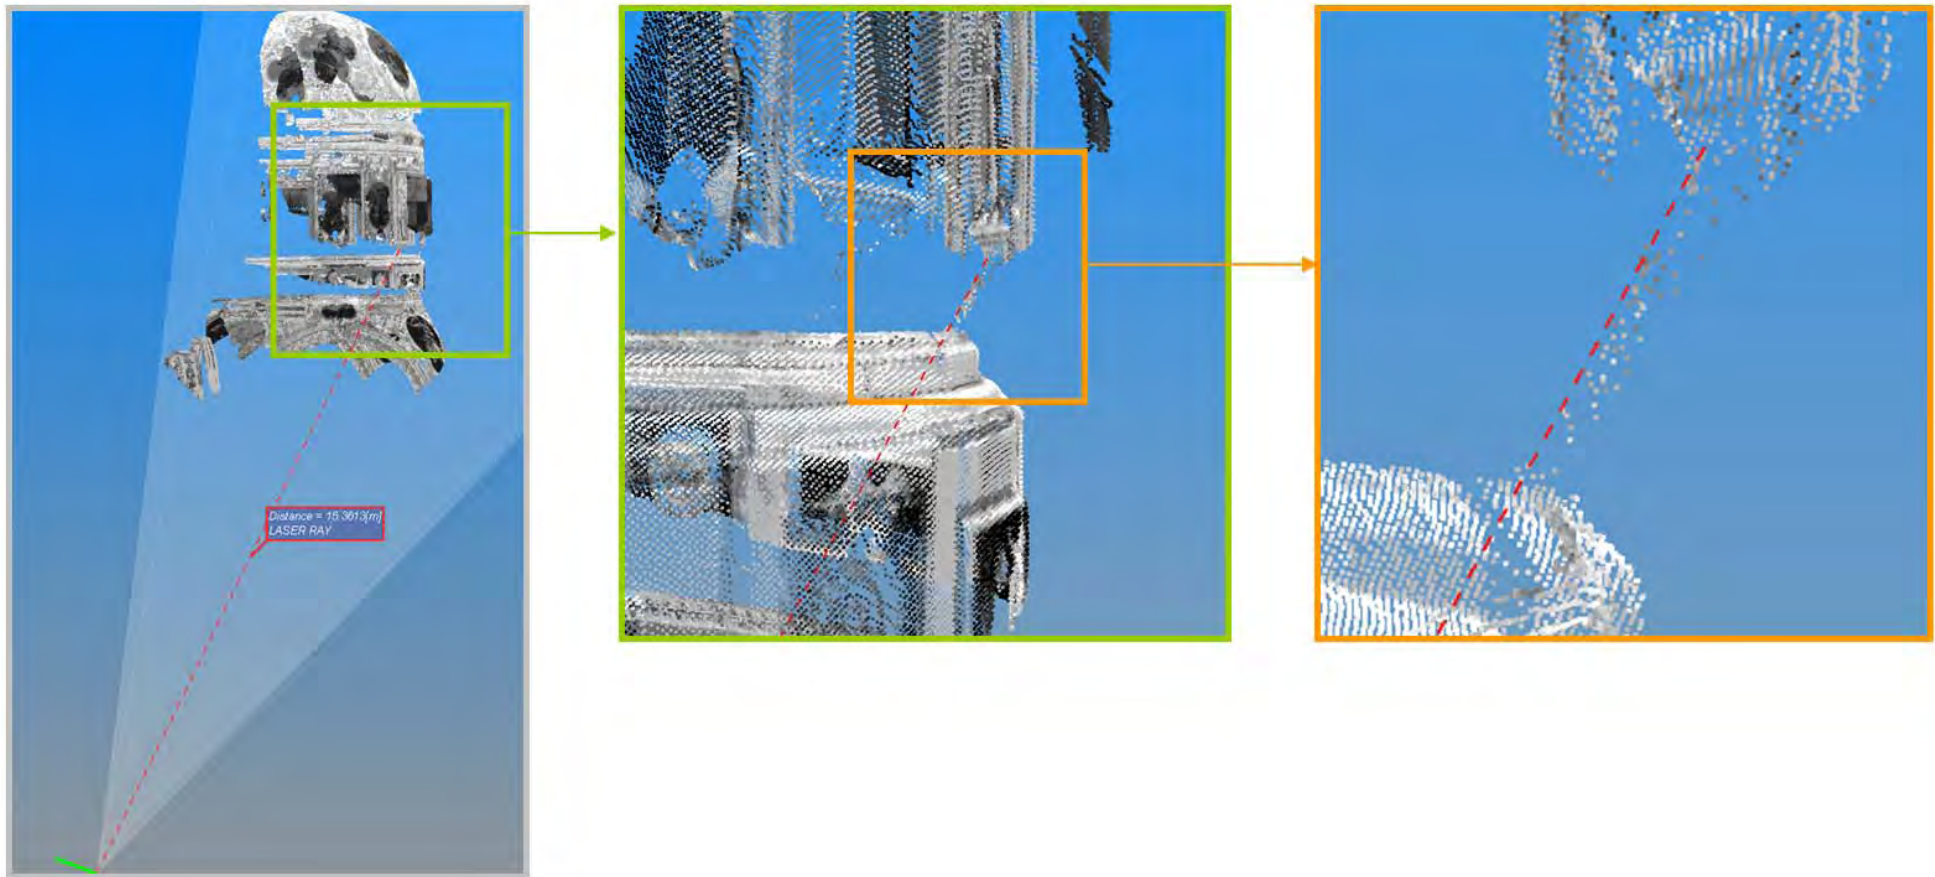 Distance = 15.3613[m]
LASER RAY